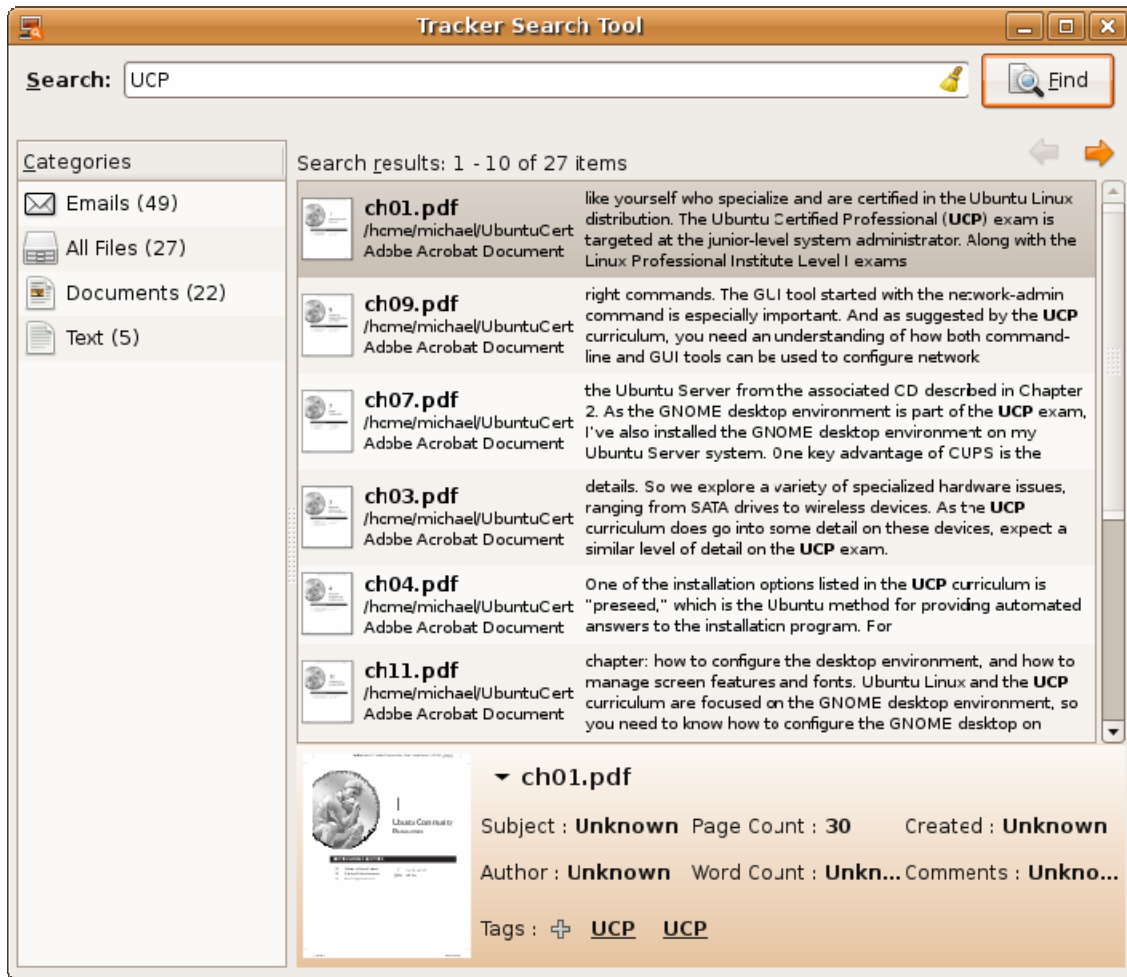 Tracker Search Tool
Search: UCP
Find
Categories
Emails (49)
All Files (27)
Documents (22)
Text (5)
Search results: 1 - 10 of 27 items
ch01.pdf
/home/michael/UbuntuCert
Adobe Acrobat Document
like yourself who specialize and are certified in the Ubuntu Linux
distribution. The Ubuntu Certified Professional (UCP) exam is
targeted at the junior-level system administrator. Along with the
Linux Professional Institute Level I exams
ch09.pdf
/home/michael/UbuntuCert
Adobe Acrobat Document
right commands. The GUI tool started with the network-admin
command is especially important. And as suggested by the UCP
curriculum, you need an understanding of how both command-
line and GUI tools can be used to configure network
ch07.pdf
/home/michael/UbuntuCert
Adobe Acrobat Document
the Ubuntu Server from the associated CD described in Chapter
2. As the GNOME desktop environment is part of the UCP exam,
I've also installed the GNOME desktop environment on my
Ubuntu Server system. One key advantage of CUPS is the
ch03.pdf
/home/michael/UbuntuCert
Adobe Acrobat Document
details. So we explore a variety of specialized hardware issues,
ranging from SATA drives to wireless devices. As the UCP
curriculum does go into some detail on these devices, expect a
similar level of detail on the UCP exam.
ch04.pdf
/home/michael/UbuntuCert
Adobe Acrobat Document
One of the installation options listed in the UCP curriculum is
"preseed," which is the Ubuntu method for providing automated
answers to the installation program. For
ch11.pdf
/home/michael/UbuntuCert
Adobe Acrobat Document
chapter: how to configure the desktop environment, and how to
manage screen features and fonts. Ubuntu Linux and the UCP
curriculum are focused on the GNOME desktop environment, so
you need to know how to configure the GNOME desktop on
1
Ubuntu Community
Resources
ch01.pdf
Subject : Unknown Page Count : 30 Created : Unknown
Author : Unknown Word Count : Unkn... Comments : Unkno...
Tags : UCP UCP